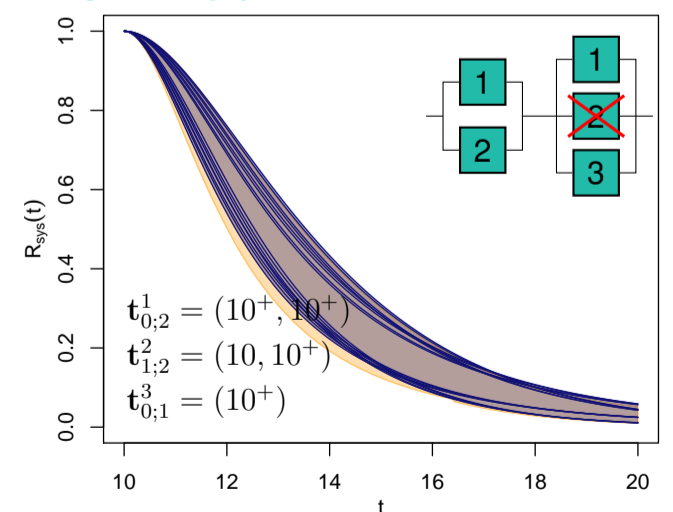 1.0
0.8
0.6
0.4
0.2
0.0
R_sys(t)
10 12 14 16 18 20
t
1
2
1
2
3
t^1_{0;2} = (10^+, 10^+)
t^2_{1;2} = (10, 10^+)
t^3_{0;1} = (10^+)